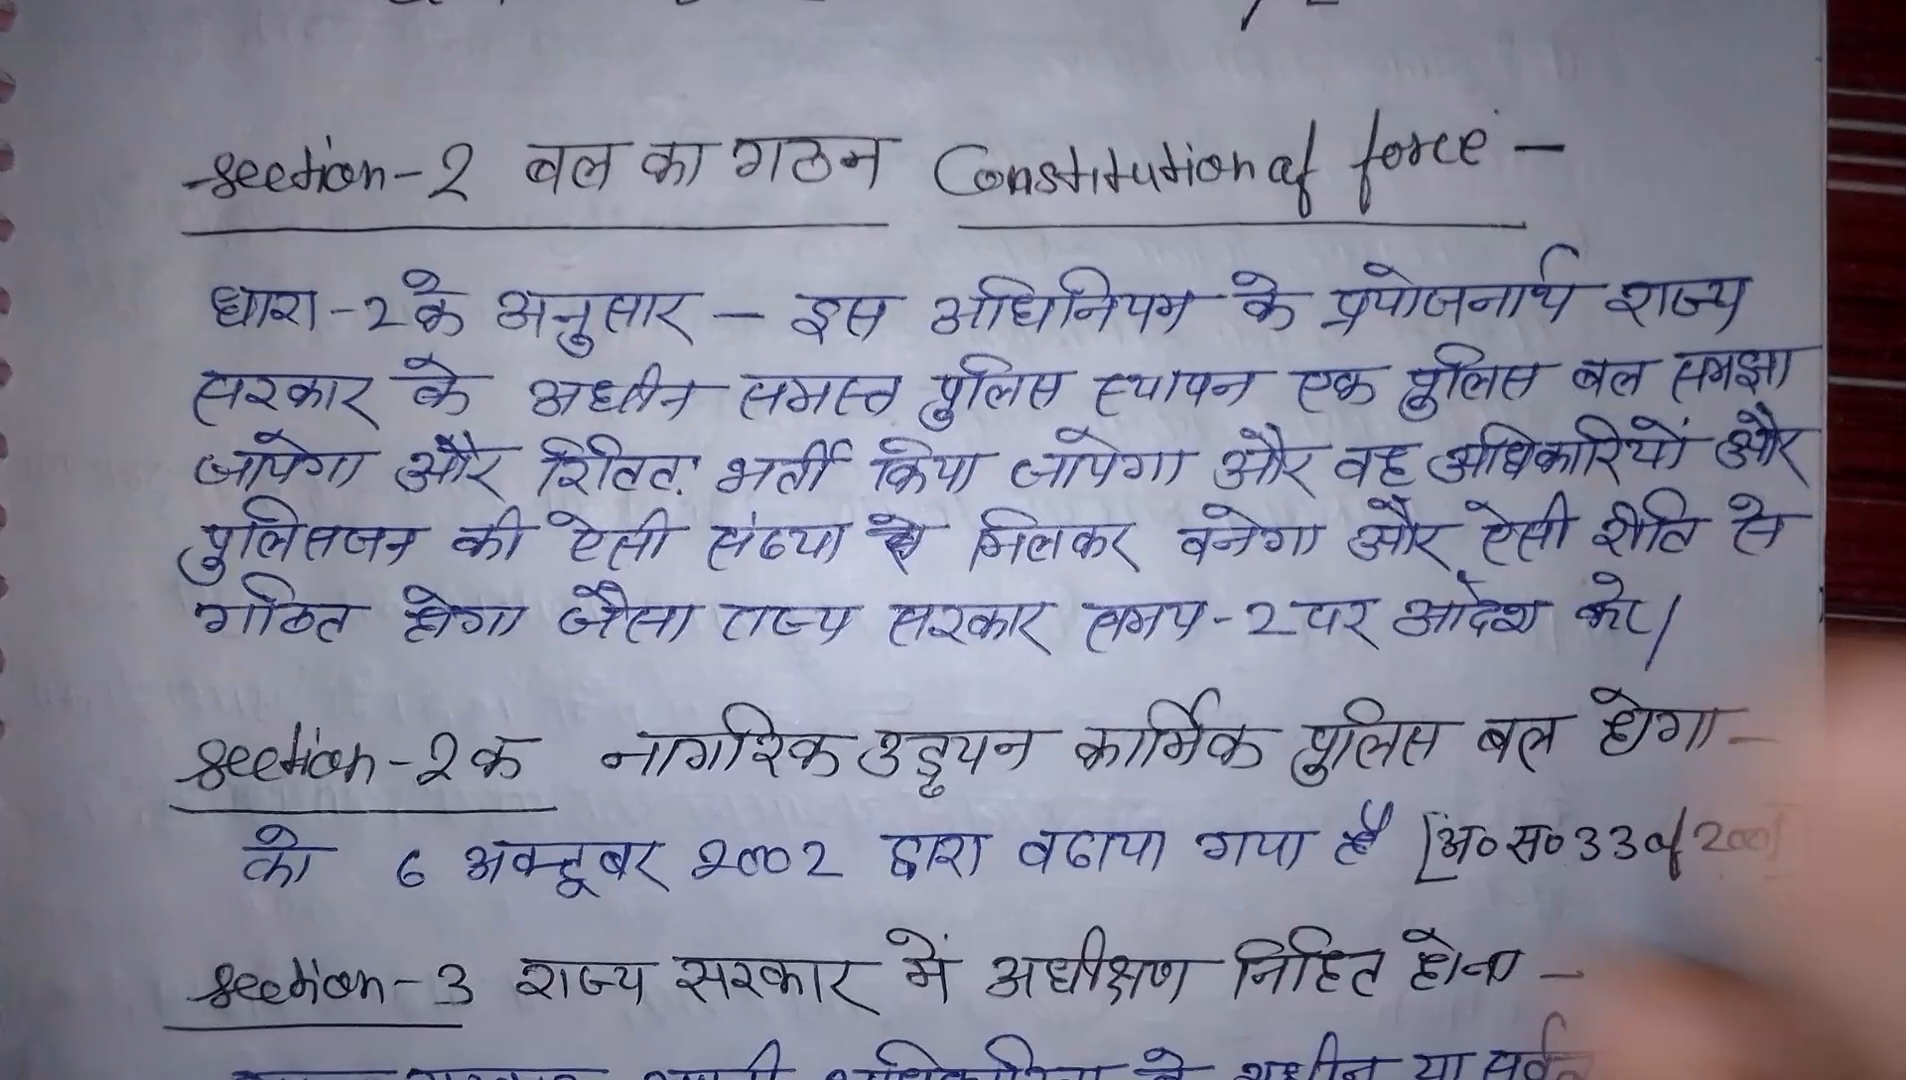 Section-2 बल का गठन Constitution of force -
धारा-2 के अनुसार - इस अधिनियम के प्रयोजनार्थ राज्य
सरकार के अधीन समस्त पुलिस स्थापन एक पुलिस बल समझा
जायेगा और रितित: भर्ती किया जायेगा और वह अधिकारियों और
पुलिसजन की ऐसी संख्या से मिलकर बनेगा और ऐसी रीति से
गठित होगा जैसा राज्य सरकार समय-2 पर आदेश करे।
Section-2क नागरिक उड्डयन कार्मिक पुलिस बल होगा -
को 6 अक्टूबर 2002 द्वारा बढाया गया है [अ० स० 33 of 200
Section-3 राज्य सरकार में अधीक्षण निहित होना -
के अधीन या